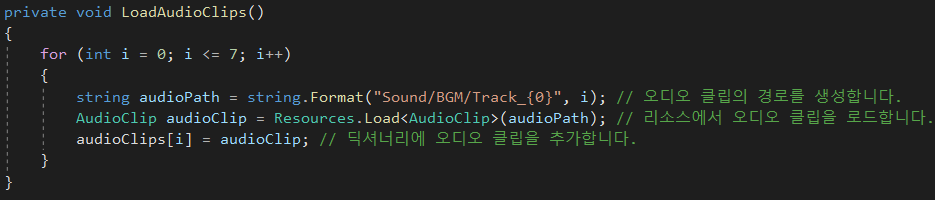 private void LoadAudioClips()
{
    for (int i = 0; i <= 7; i++)
    {
        string audioPath = string.Format("Sound/BGM/Track_{0}", i); // 오디오 클립의 경로를 생성합니다.
        AudioClip audioClip = Resources.Load<AudioClip>(audioPath); // 리소스에서 오디오 클립을 로드합니다.
        audioClips[i] = audioClip; // 딕셔너리에 오디오 클립을 추가합니다.
    }
}